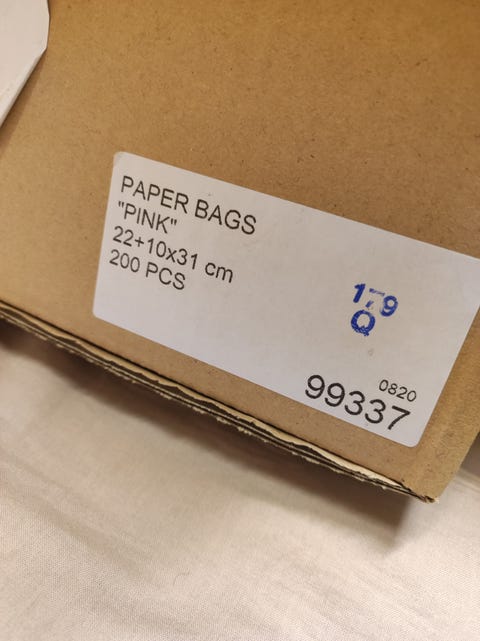 PAPER BAGS
"PINK"
22+10x31 cm
200 PCS
179
Q
0820
99337